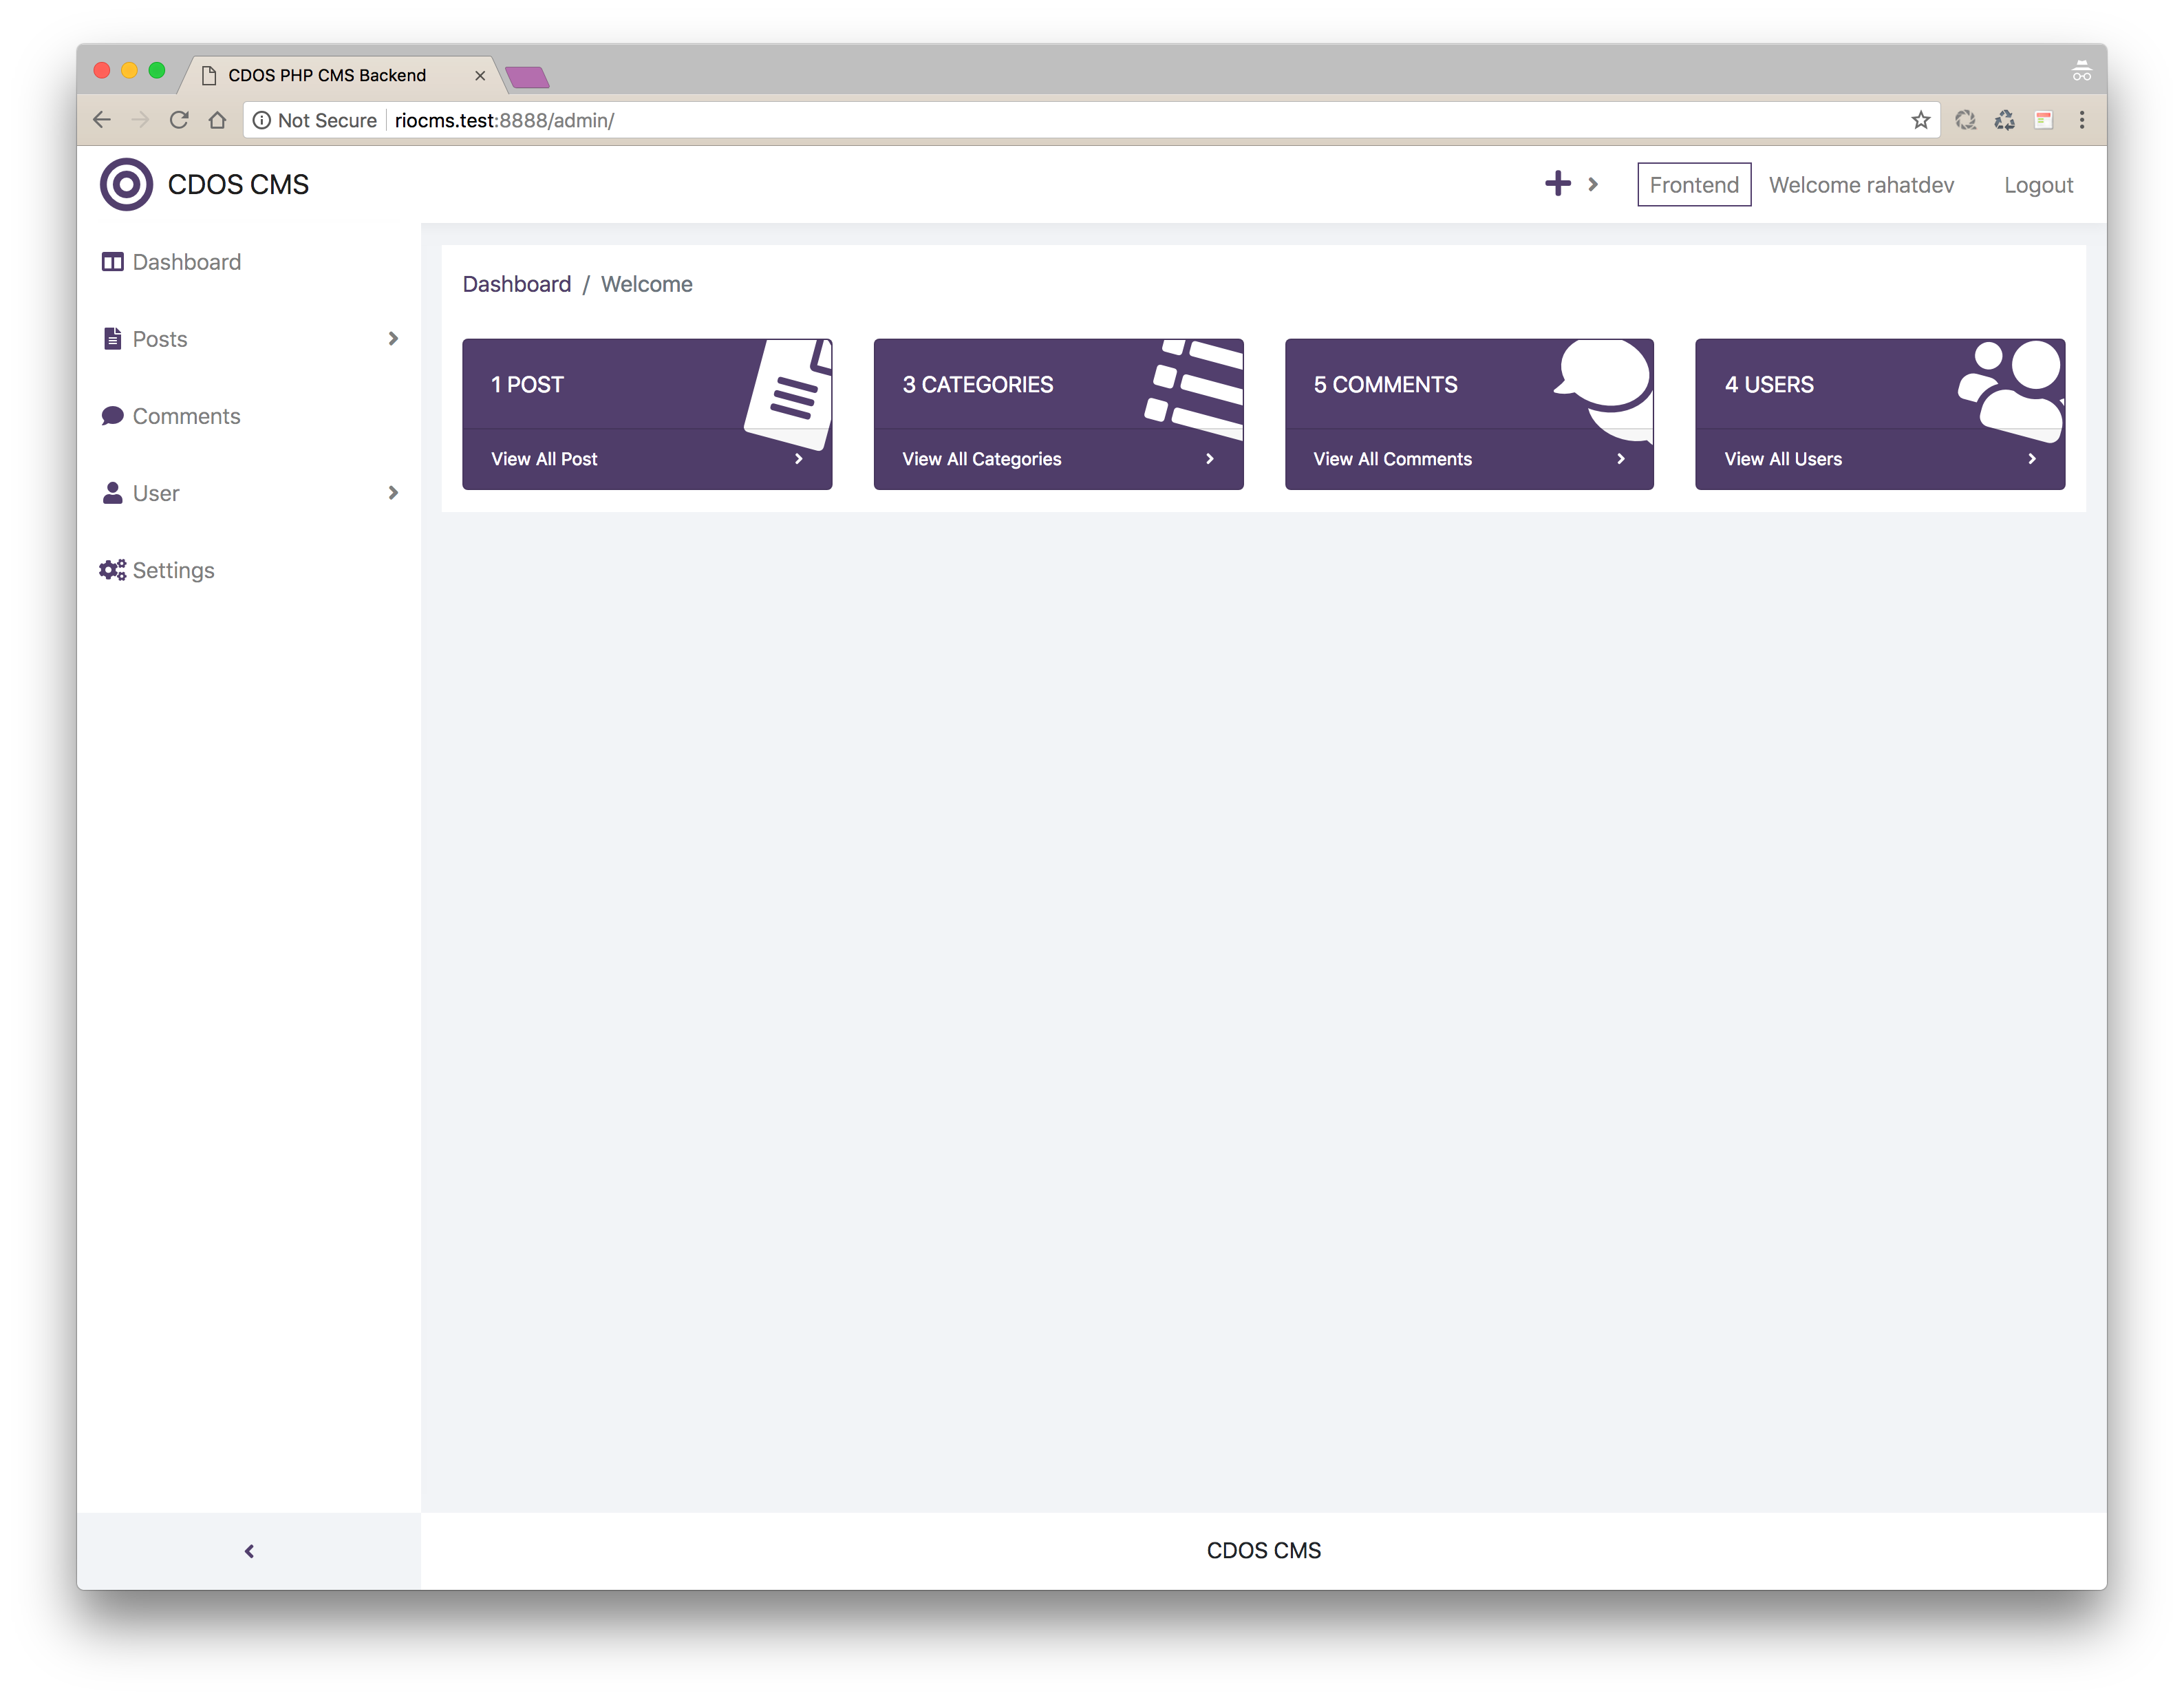 CDOS PHP CMS Backend
Not Secure riocms.test:8888/admin/
CDOS CMS
Frontend Welcome rahatdev Logout
Dashboard
Posts
Comments
User
Settings
Dashboard / Welcome
1 POST
View All Post
3 CATEGORIES
View All Categories
5 COMMENTS
View All Comments
4 USERS
View All Users
CDOS CMS